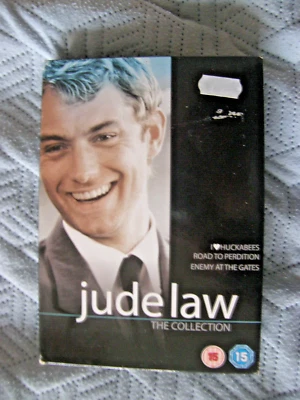 I♥HUCKABEES
ROAD TO PERDITION
ENEMY AT THE GATES
jude law
THE COLLECTION
15 15